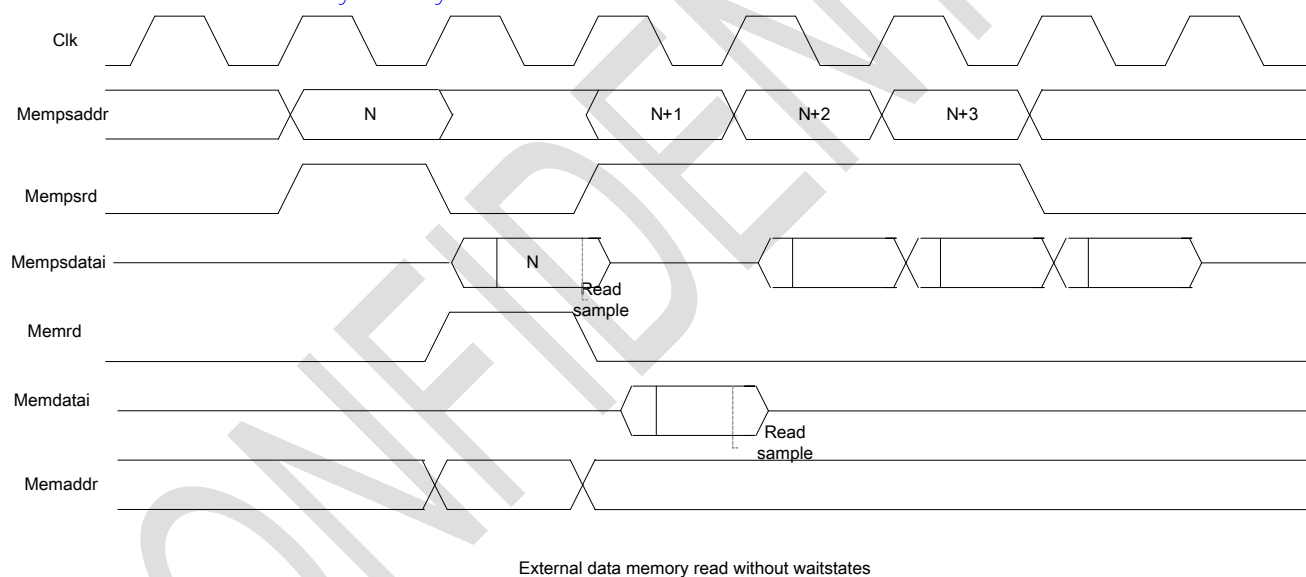 Clk
Mempsaddr
N
N+1
N+2
N+3
Mempsrd
Mempsdatai
N
Read
sample
Memrd
Memdatai
Read
sample
Memaddr
External data memory read without waitstates